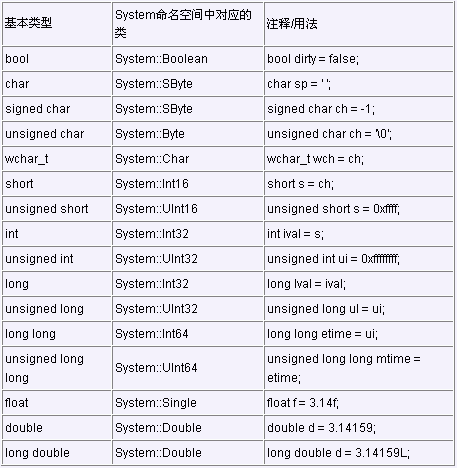 基本类型 System命名空间中对应的类 注释/用法
bool System::Boolean bool dirty = false;
char System::SByte char sp = ' ';
signed char System::SByte signed char ch = -1;
unsigned char System::Byte unsigned char ch = '\0';
wchar_t System::Char wchar_t wch = ch;
short System::Int16 short s = ch;
unsigned short System::UInt16 unsigned short s = 0xffff;
int System::Int32 int ival = s;
unsigned int System::UInt32 unsigned int ui = 0xffffffff;
long System::Int32 long lval = ival;
unsigned long System::UInt32 unsigned long ul = ui;
long long System::Int64 long long etime = ui;
unsigned long long System::UInt64 unsigned long long mtime = etime;
float System::Single float f = 3.14f;
double System::Double double d = 3.14159;
long double System::Double long double d = 3.14159L;